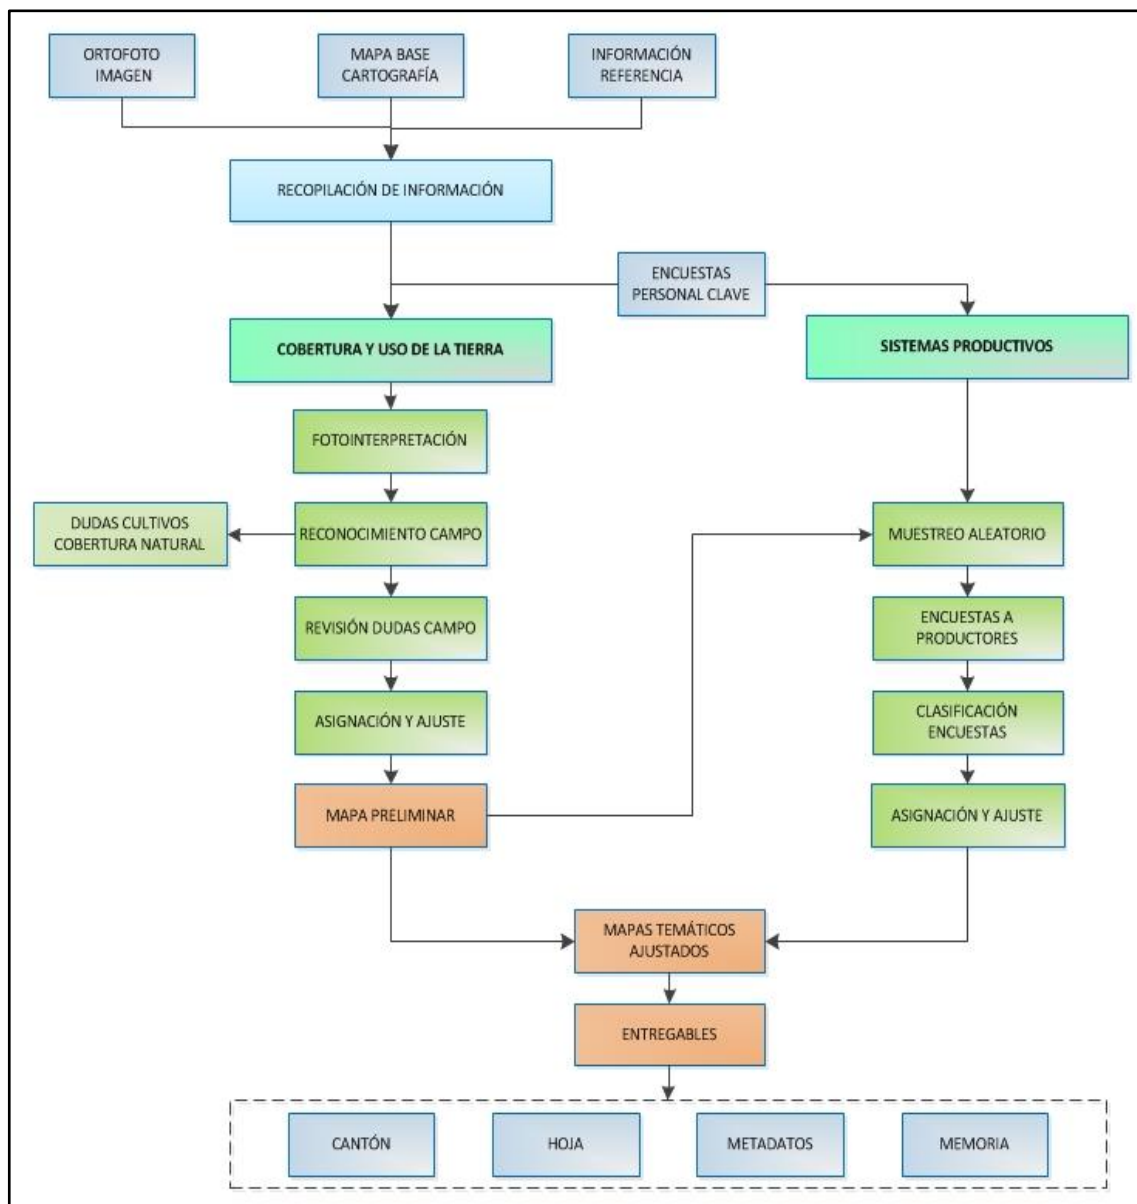 ORTOFOTO
IMAGEN
MAPA BASE
CARTOGRAFÍA
INFORMACIÓN
REFERENCIA
RECOPILACIÓN DE INFORMACIÓN
ENCUESTAS
PERSONAL CLAVE
COBERTURA Y USO DE LA TIERRA
SISTEMAS PRODUCTIVOS
FOTOINTERPRETACIÓN
DUDAS CULTIVOS
COBERTURA NATURAL
RECONOCIMIENTO CAMPO
MUESTREO ALEATORIO
REVISIÓN DUDAS CAMPO
ENCUESTAS A
PRODUCTORES
ASIGNACIÓN Y AJUSTE
CLASIFICACIÓN
ENCUESTAS
MAPA PRELIMINAR
ASIGNACIÓN Y AJUSTE
MAPAS TEMÁTICOS
AJUSTADOS
ENTREGABLES
CANTÓN
HOJA
METADATOS
MEMORIA